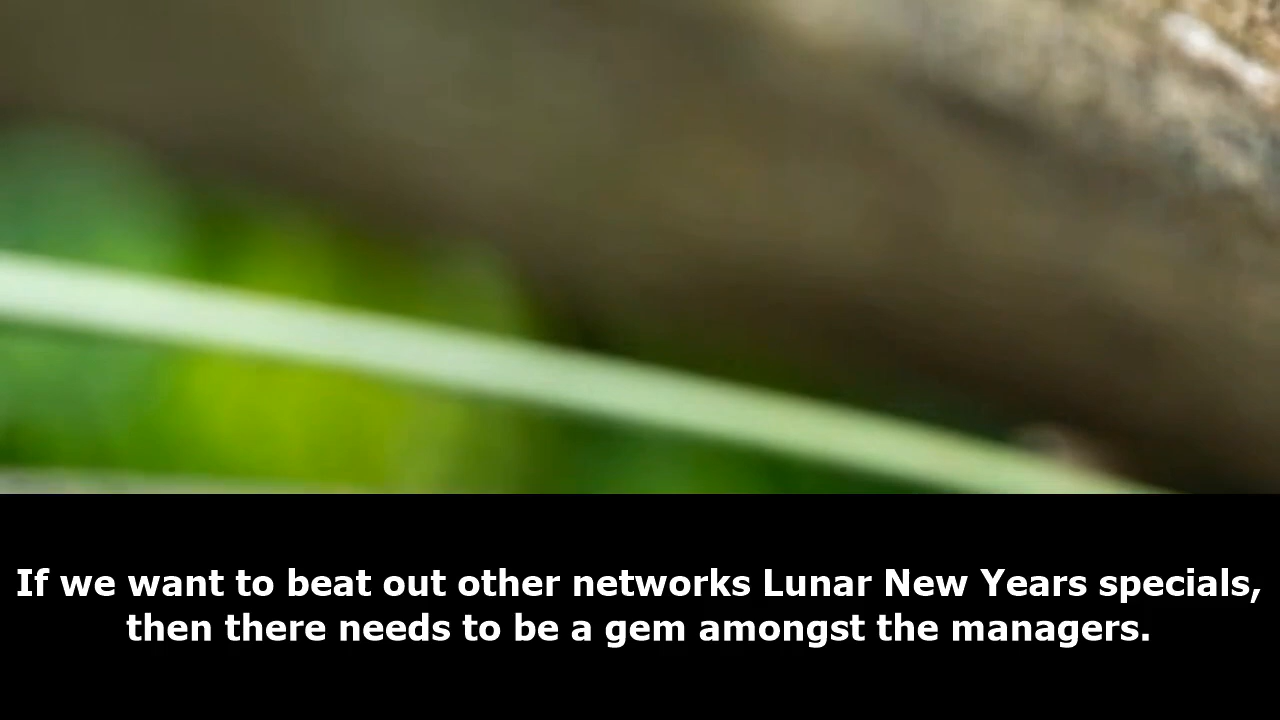 If we want to beat out other networks Lunar New Years specials,
then there needs to be a gem amongst the managers.